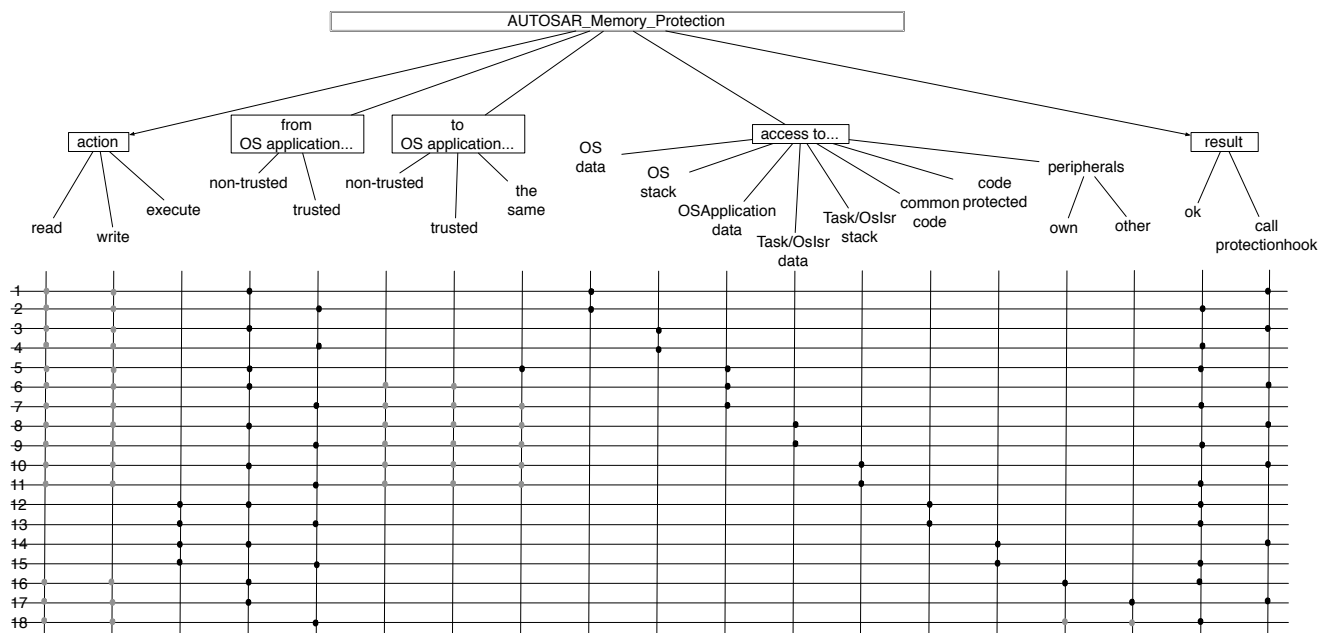 AUTOSAR_Memory_Protection
action
from
OS application...
to
OS application...
access to...
result
read
write
execute
non-trusted
trusted
non-trusted
trusted
the
same
OS
data
OS
stack
OSApplication
data
Task/OsIsr
data
Task/OsIsr
stack
common
code
code
protected
peripherals
own
other
ok
call
protectionhook
1
2
3
4
5
6
7
8
9
10
11
12
13
14
15
16
17
18